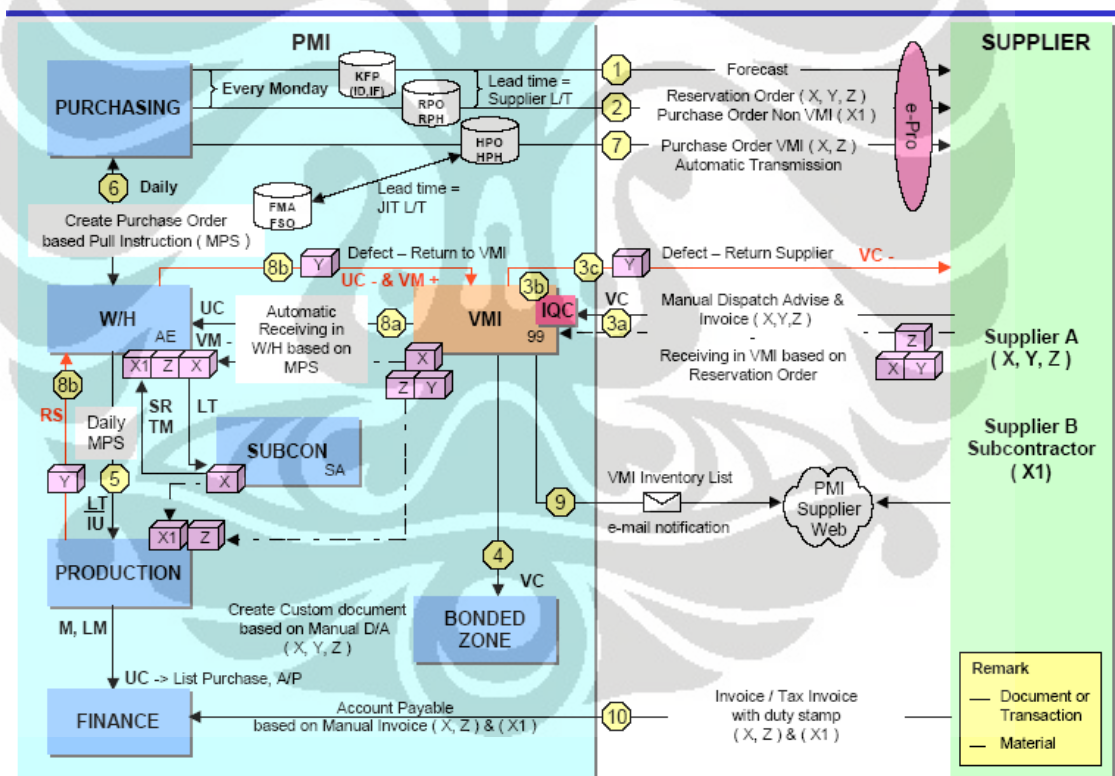 PMI
SUPPLIER
PURCHASING
Every Monday
KFP
(ID,IF)
RPO
RPH
Lead time =
Supplier L/T
1
Forecast
2
Reservation Order ( X, Y, Z )
Purchase Order Non VMI ( X1 )
HPO
HPH
7
Purchase Order VMI ( X, Z )
Automatic Transmission
e-Pro
6
Daily
FMA
FSO
Lead time =
JIT L/T
Create Purchase Order
based Pull Instruction ( MPS )
8b
Y
Defect – Return to VMI
UC - & VM +
3c
Y
Defect – Return Supplier
VC -
W/H
AE
UC
VM -
Automatic
Receiving in
W/H based on
MPS
8a
VMI
99
3b
IQC
VC
3a
Manual Dispatch Advise &
Invoice ( X,Y,Z )
-
Receiving in VMI based on
Reservation Order
Z
X
Y
Supplier A
( X, Y, Z )
X1
Z
X
X
Z
Y
8b
RS
Daily
MPS
SR
TM
LT
SUBCON
SA
Supplier B
Subcontractor
( X1)
Y
5
X
LT
IU
X1
Z
9
VMI Inventory List
e-mail notification
PMI
Supplier
Web
PRODUCTION
4
VC
M, LM
Create Custom document
based on Manual D/A
( X, Y, Z )
BONDED
ZONE
UC -> List Purchase, A/P
FINANCE
Account Payable
based on Manual Invoice ( X, Z ) & ( X1 )
10
Invoice / Tax Invoice
with duty stamp
( X, Z ) & ( X1 )
Remark
Document or
Transaction
Material